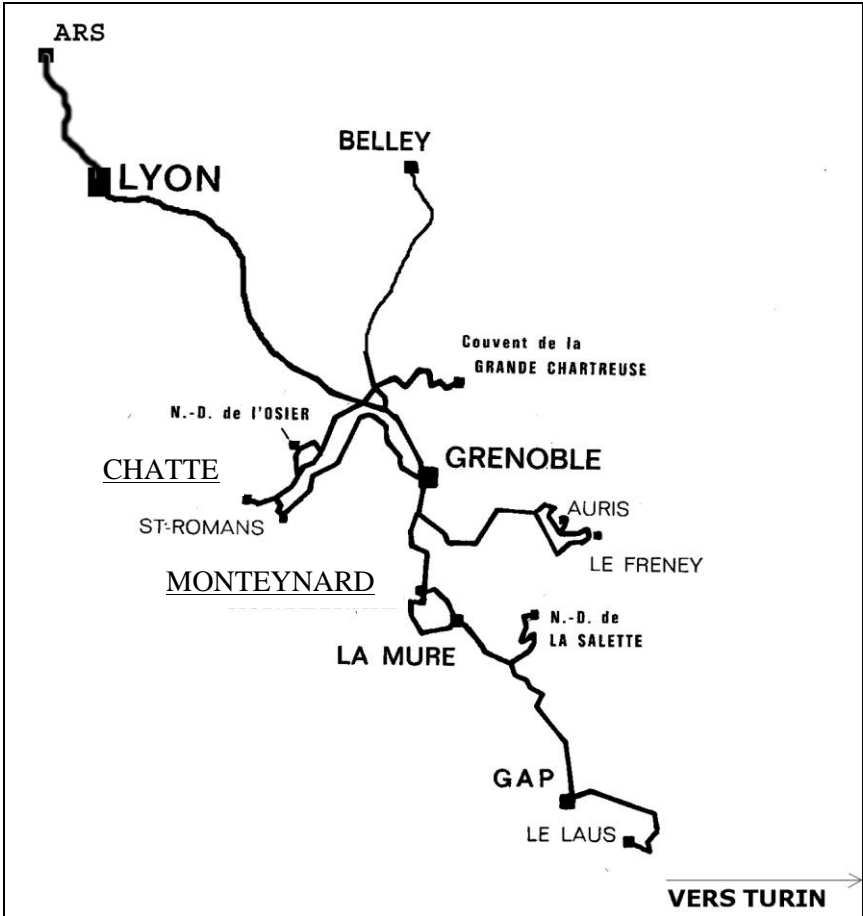 ARS
BELLEY
LYON
Couvent de la
GRANDE CHARTREUSE
N.-D. de l'OSIER
GRENOBLE
CHATTE
AURIS
ST-ROMANS
LE FRENEY
MONTEYNARD
N.-D. de
LA SALETTE
LA MURE
GAP
LE LAUS
VERS TURIN